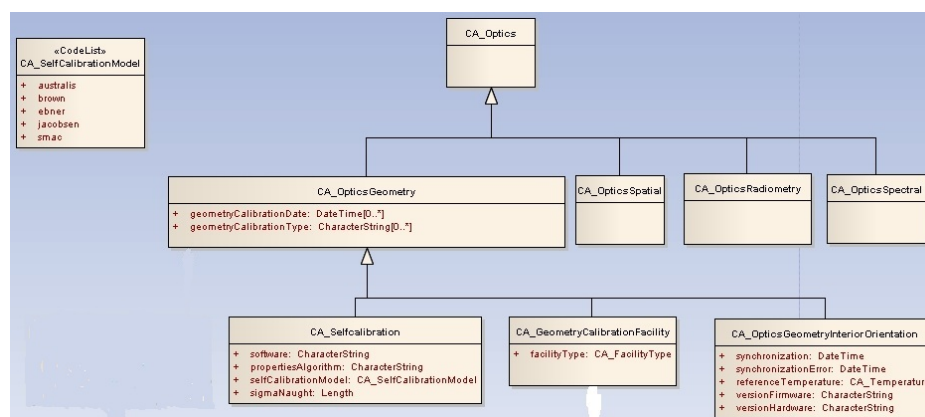 CA_Optics
«CodeList»
CA_SelfCalibrationModel
+ australis
+ brown
+ ebner
+ jacobsen
+ smac
CA_OpticsGeometry
+ geometryCalibrationDate: DateTime[0..*]
+ geometryCalibrationType: CharacterString[0..*]
CA_OpticsSpatial
CA_OpticsRadiometry
CA_OpticsSpectral
CA_Selfcalibration
+ software: CharacterString
+ propertiesAlgorithm: CharacterString
+ selfCalibrationModel: CA_SelfCalibrationModel
+ sigmaNaught: Length
CA_GeometryCalibrationFacility
+ facilityType: CA_FacilityType
CA_OpticsGeometryInteriorOrientation
+ synchronization: DateTime
+ synchronizationError: DateTime
+ referenceTemperature: CA_Temperatur
+ versionFirmware: CharacterString
+ versionHardware: CharacterString